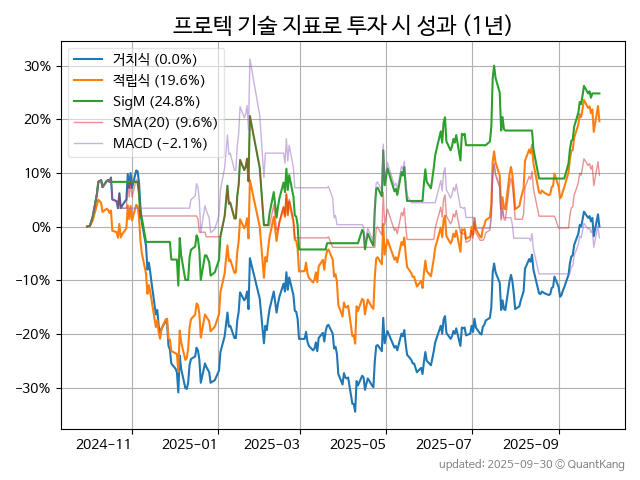 프로텍 기술 지표로 투자 시 성과 (1년)
거치식 (0.0%)
적립식 (19.6%)
SigM (24.8%)
SMA(20) (9.6%)
MACD (−2.1%)
30%
20%
10%
0%
−10%
−20%
−30%
2024-11
2025-01
2025-03
2025-05
2025-07
2025-09
updated: 2025-09-30 © QuantKang